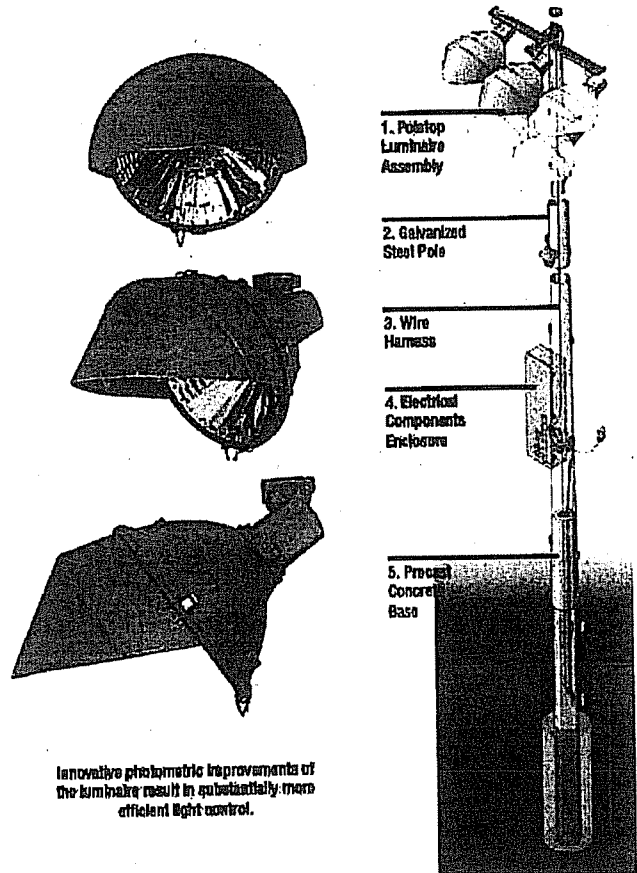 1. Poletop
Luminaire
Assembly
2. Galvanized
Steel Pole
3. Wire
Harness
4. Electrical
Components
Enclosure
5. Precast
Concrete
Base
Innovative photometric improvements of
the luminaire result in substantially more
efficient light control.